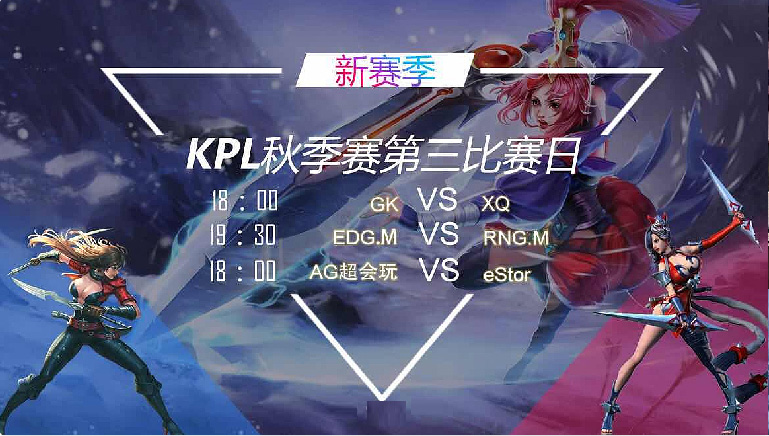 新赛季
KPL秋季赛第三比赛日
18：00 GK VS XQ
19：30 EDG.M VS RNG.M
18：00 AG超会玩 VS eStor